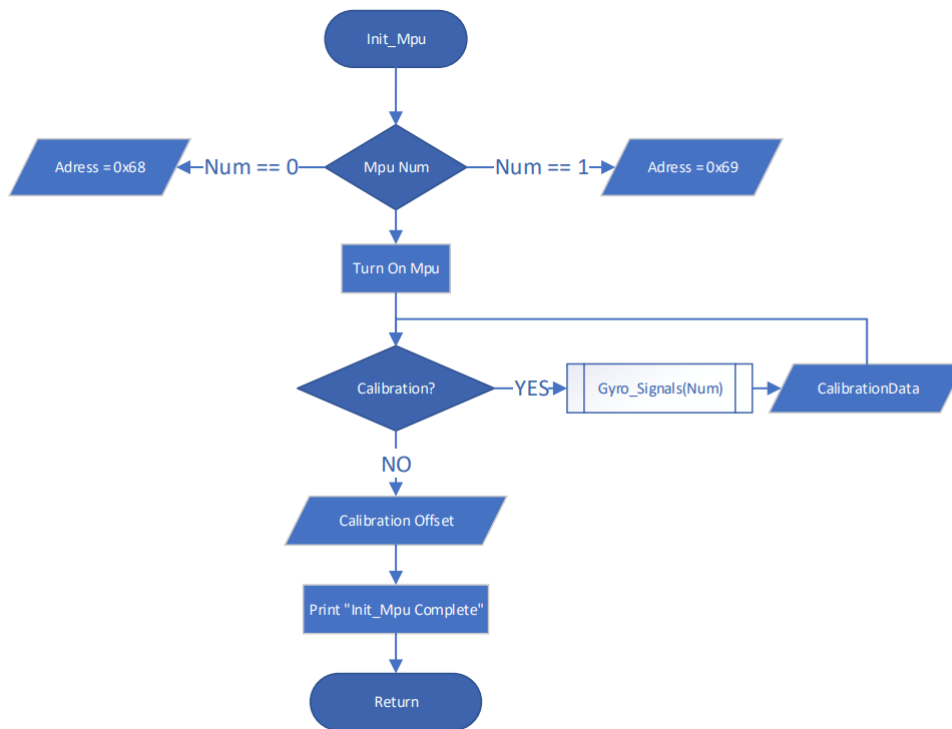 Init_Mpu
Adress = 0x68
Num == 0
Mpu Num
Num == 1
Adress = 0x69
Turn On Mpu
Calibration?
YES
Gyro_Signals(Num)
CalibrationData
NO
Calibration Offset
Print "Init_Mpu Complete"
Return